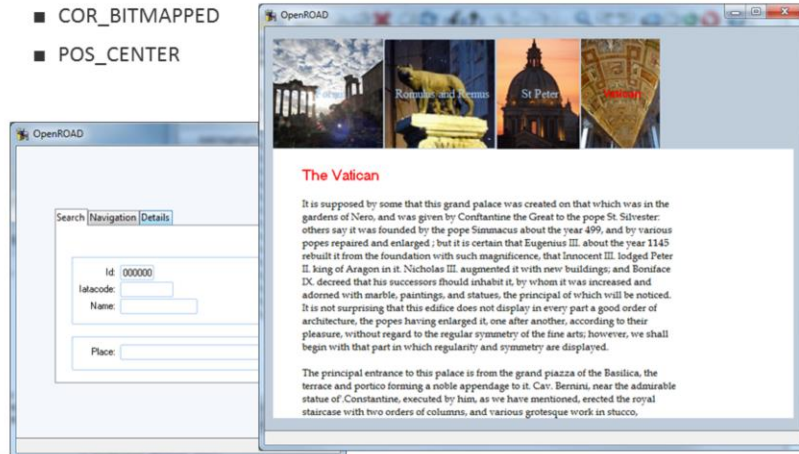 COR_BITMAPPED
POS_CENTER
OpenROAD
Romulus and Remus
St Peter
Vatican
The Vatican
It is supposed by some that this grand palace was created on that which was in the
gardens of Nero, and was given by Conftantine the Great to the pope St. Silvester:
others say it was founded by the pope Simmacus about the year 499, and by various
popes repaired and enlarged ; but it is certain that Eugenius III. about the year 1145
rebuilt it from the foundation with such magnificence, that Innocent III. lodged Peter
II. king of Aragon in it. Nicholas III. augmented it with new buildings; and Boniface
IX. decreed that his successors fhould inhabit it, by whom it was increased and
adorned with marble, paintings, and statues, the principal of which will be noticed.
It is not surprising that this edifice does not display in every part a good order of
architecture, the popes having enlarged it, one after another, according to their
pleasure, without regard to the regular symmetry of the fine arts; however, we shall
begin with that part in which regularity and symmetry are displayed.
The principal entrance to this palace is from the grand piazza of the Basilica, the
terrace and portico forming a noble appendage to it. Cav. Bernini, near the admirable
statue of .Constantine, executed by him, as we have mentioned, erected the royal
staircase with two orders of columns, and various grotesque work in stucco,
OpenROAD
Search Navigation Details
Id: 000000
Iatacode:
Name:
Place: